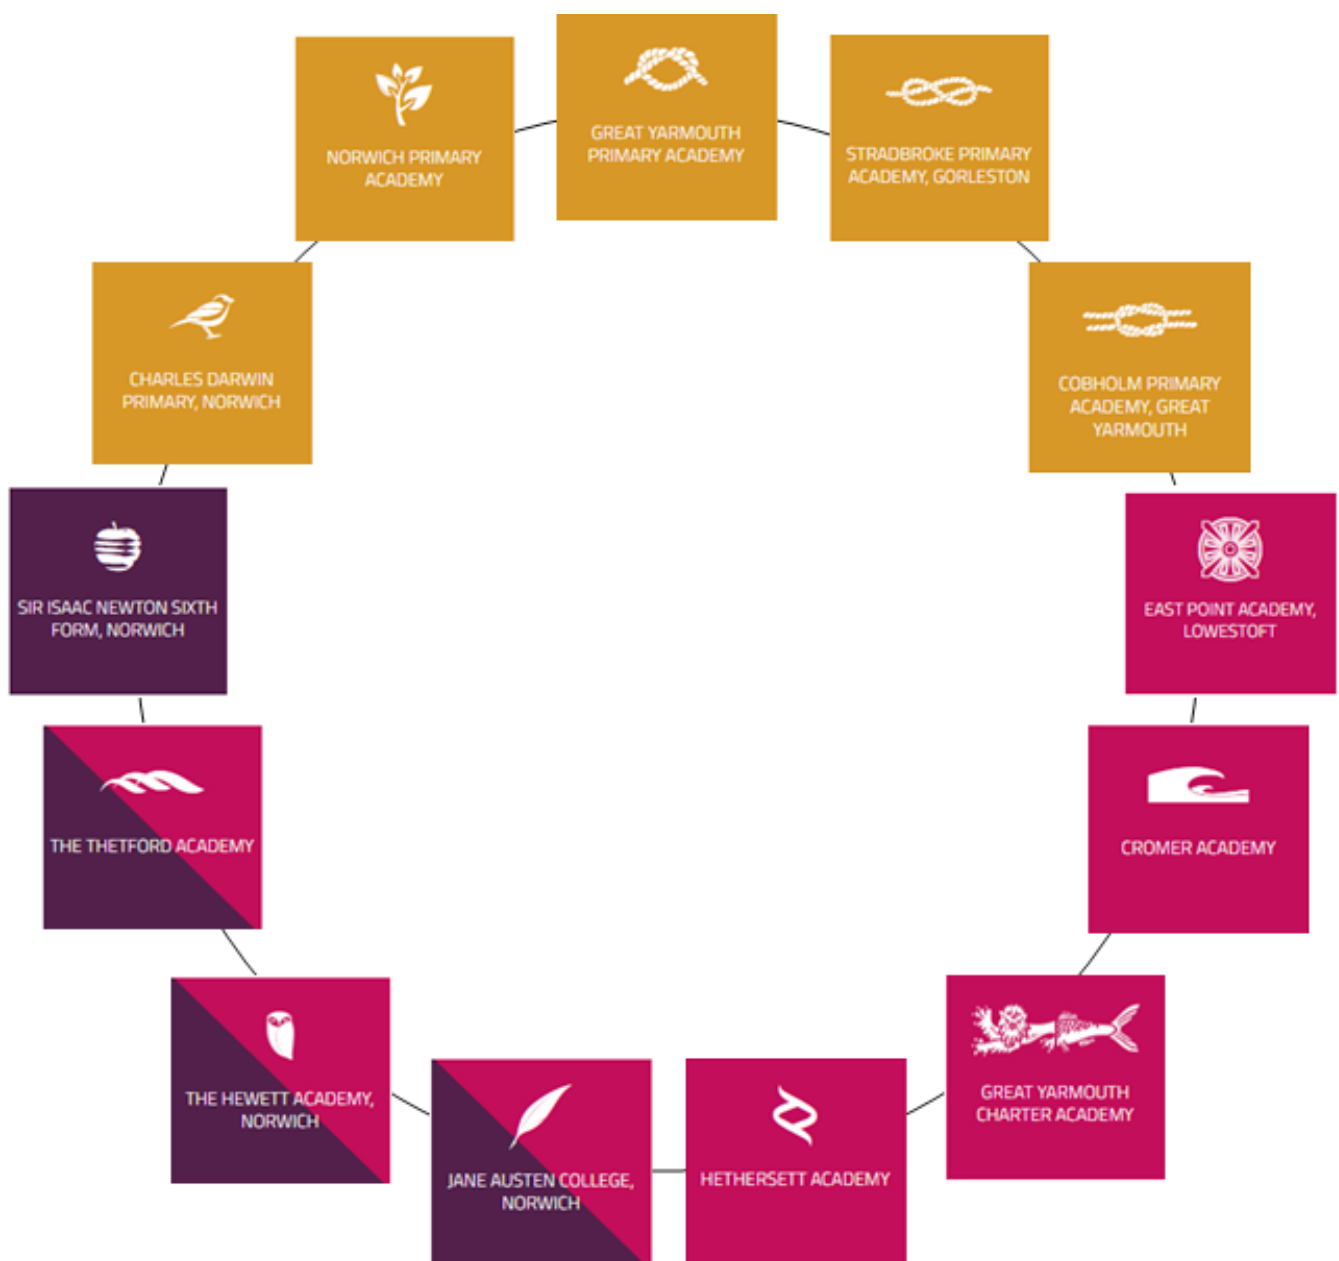 NORWICH PRIMARY
ACADEMY
GREAT YARMOUTH
PRIMARY ACADEMY
STRADBROKE PRIMARY
ACADEMY, GORLESTON
CHARLES DARWIN
PRIMARY, NORWICH
COBHOLM PRIMARY
ACADEMY, GREAT
YARMOUTH
SIR ISAAC NEWTON SIXTH
FORM, NORWICH
EAST POINT ACADEMY,
LOWESTOFT
THE THETFORD ACADEMY
CROMER ACADEMY
THE HEWETT ACADEMY,
NORWICH
GREAT YARMOUTH
CHARTER ACADEMY
JANE AUSTEN COLLEGE,
NORWICH
HETHERSETT ACADEMY